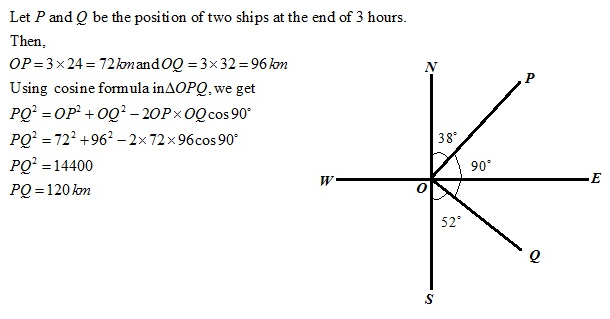 Let P and Q be the position of two ships at the end of 3 hours.
Then,
OP = 3 × 24 = 72 km and OQ = 3 × 32 = 96 km
Using cosine formula in ΔOPQ, we get
PQ² = OP² + OQ² − 2OP × OQ cos 90°
PQ² = 72² + 96² − 2 × 72 × 96 cos 90°
PQ² = 14400
PQ = 120 km
N
P
38°
90°
W
O
E
52°
Q
S